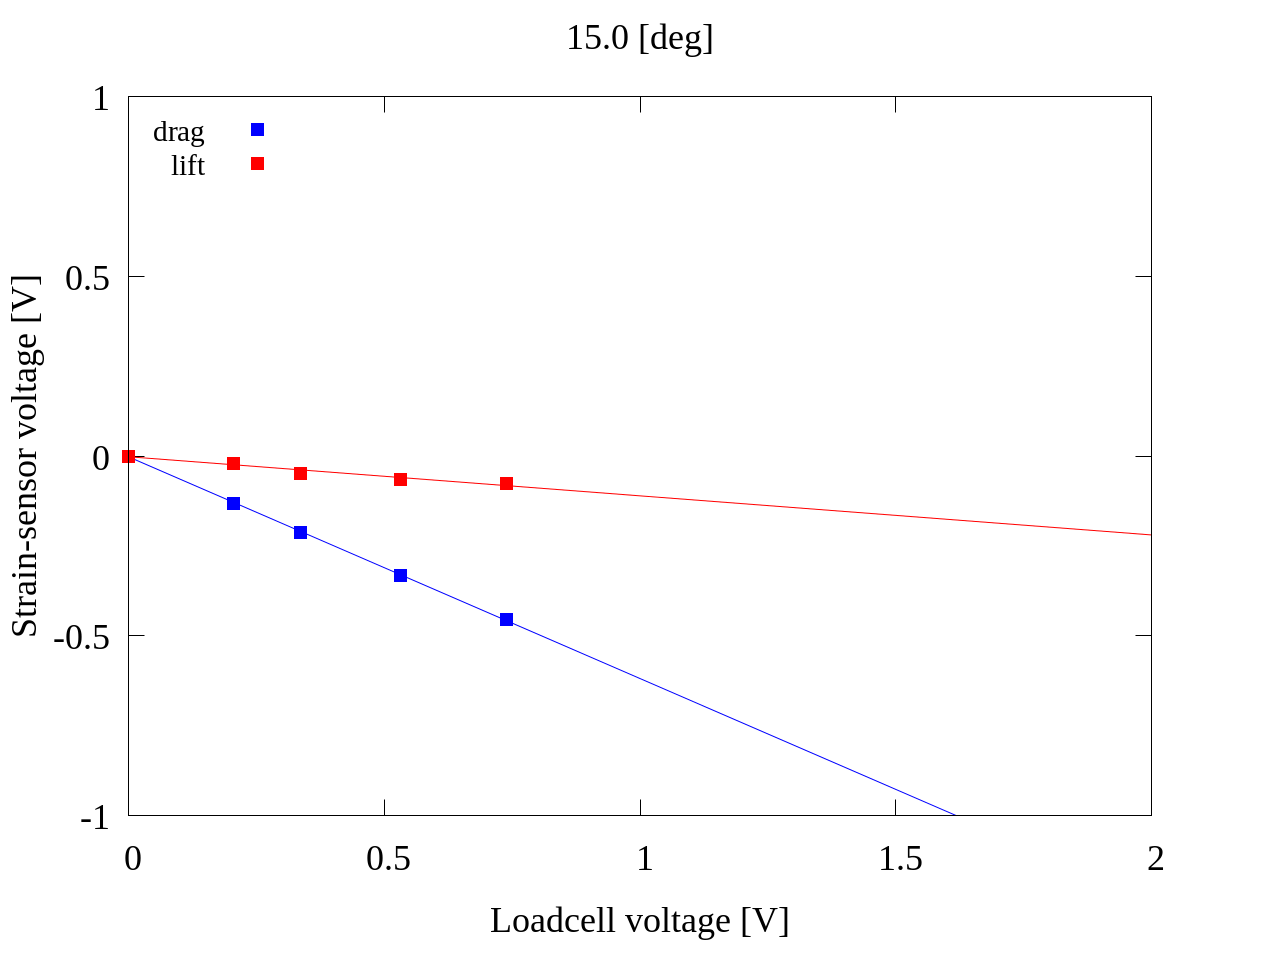 15.0 [deg]
drag
lift
1
0.5
0
-0.5
-1
Strain-sensor voltage [V]
0 0.5 1 1.5 2
Loadcell voltage [V]